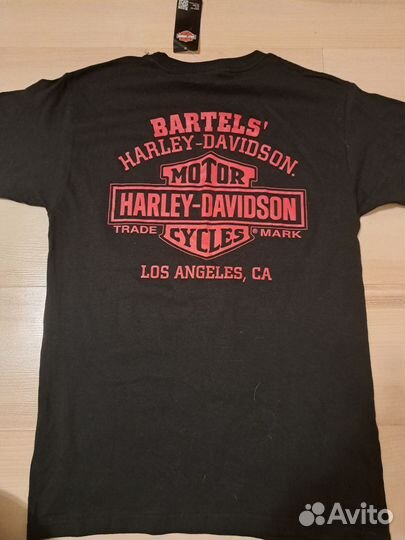 BARTELS'
HARLEY-DAVIDSON.
MOTOR
HARLEY-DAVIDSON
TRADE MARK
CYCLES ®
LOS ANGELES, CA
Avito